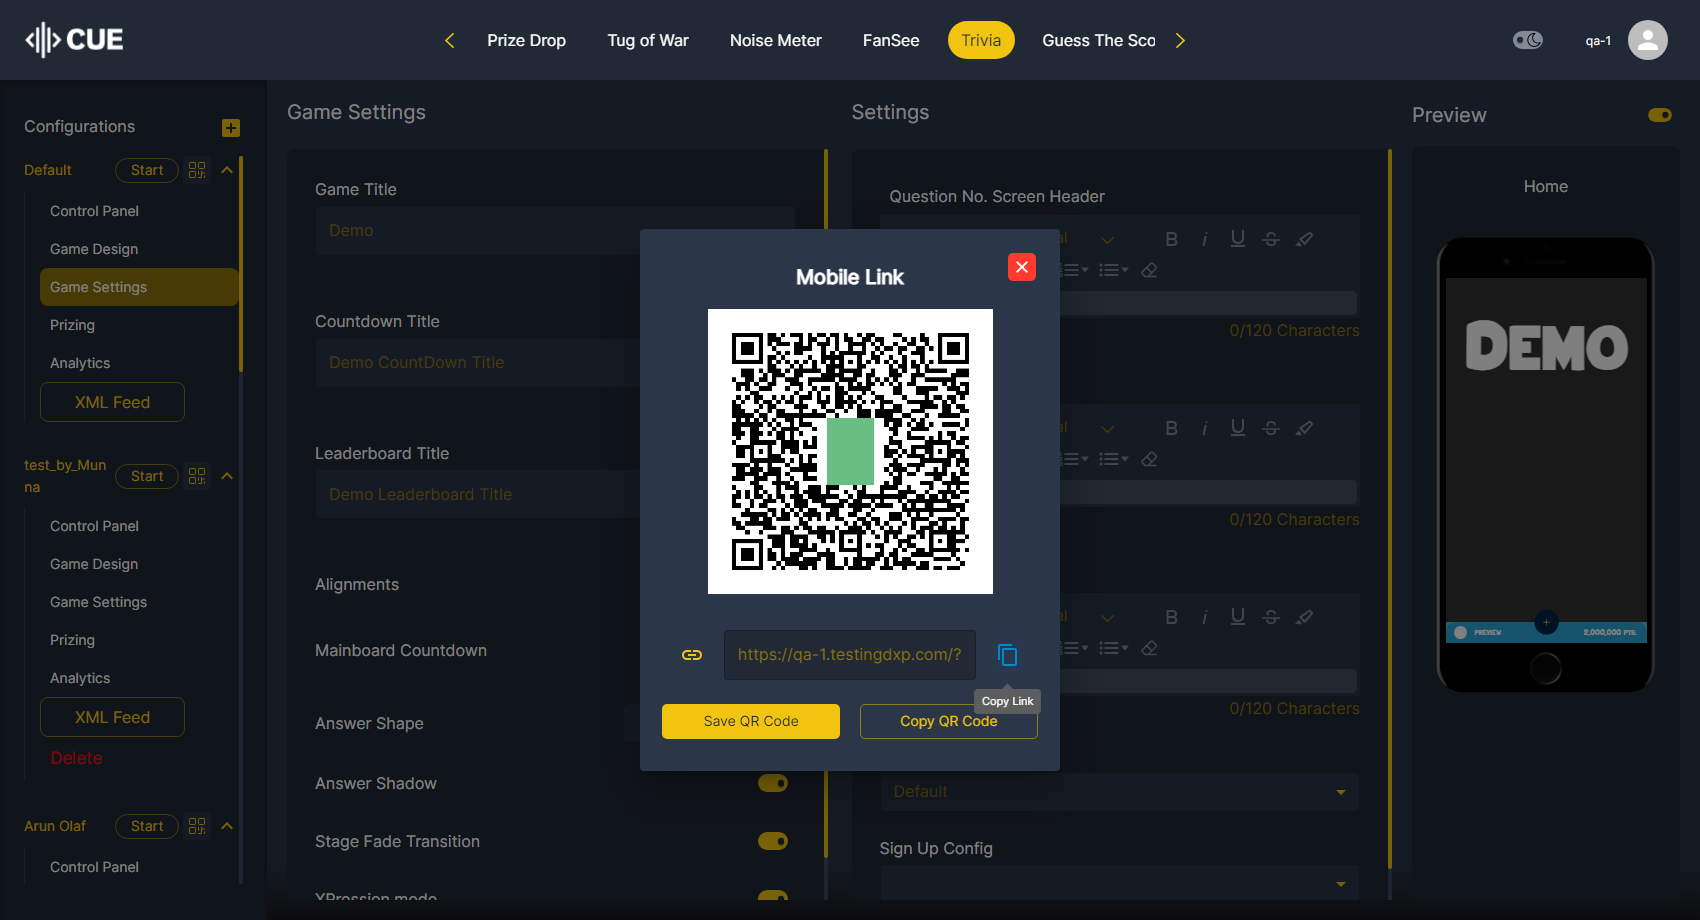 CUE
Prize Drop
Tug of War
Noise Meter
FanSee
Trivia
Guess The Sco
qa-1
Configurations
Default
Start
Control Panel
Game Design
Game Settings
Prizing
Analytics
XML Feed
test_by_Mun
na
Start
Control Panel
Game Design
Game Settings
Prizing
Analytics
XML Feed
Delete
Arun Olaf
Start
Control Panel
Game Settings
Game Title
Demo
Countdown Title
Demo CountDown Title
Leaderboard Title
Demo Leaderboard Title
Alignments
Mainboard Countdown
Answer Shape
Answer Shadow
Stage Fade Transition
XPression mode
Mobile Link
https://qa-1.testingdxp.com/?
Copy Link
Save QR Code
Copy QR Code
Settings
Question No. Screen Header
al
B i U S
0/120 Characters
al
B i U S
0/120 Characters
al
B i U S
0/120 Characters
Default
Sign Up Config
Preview
Home
DEMO
PREVIEW
2,000,000 PTS.